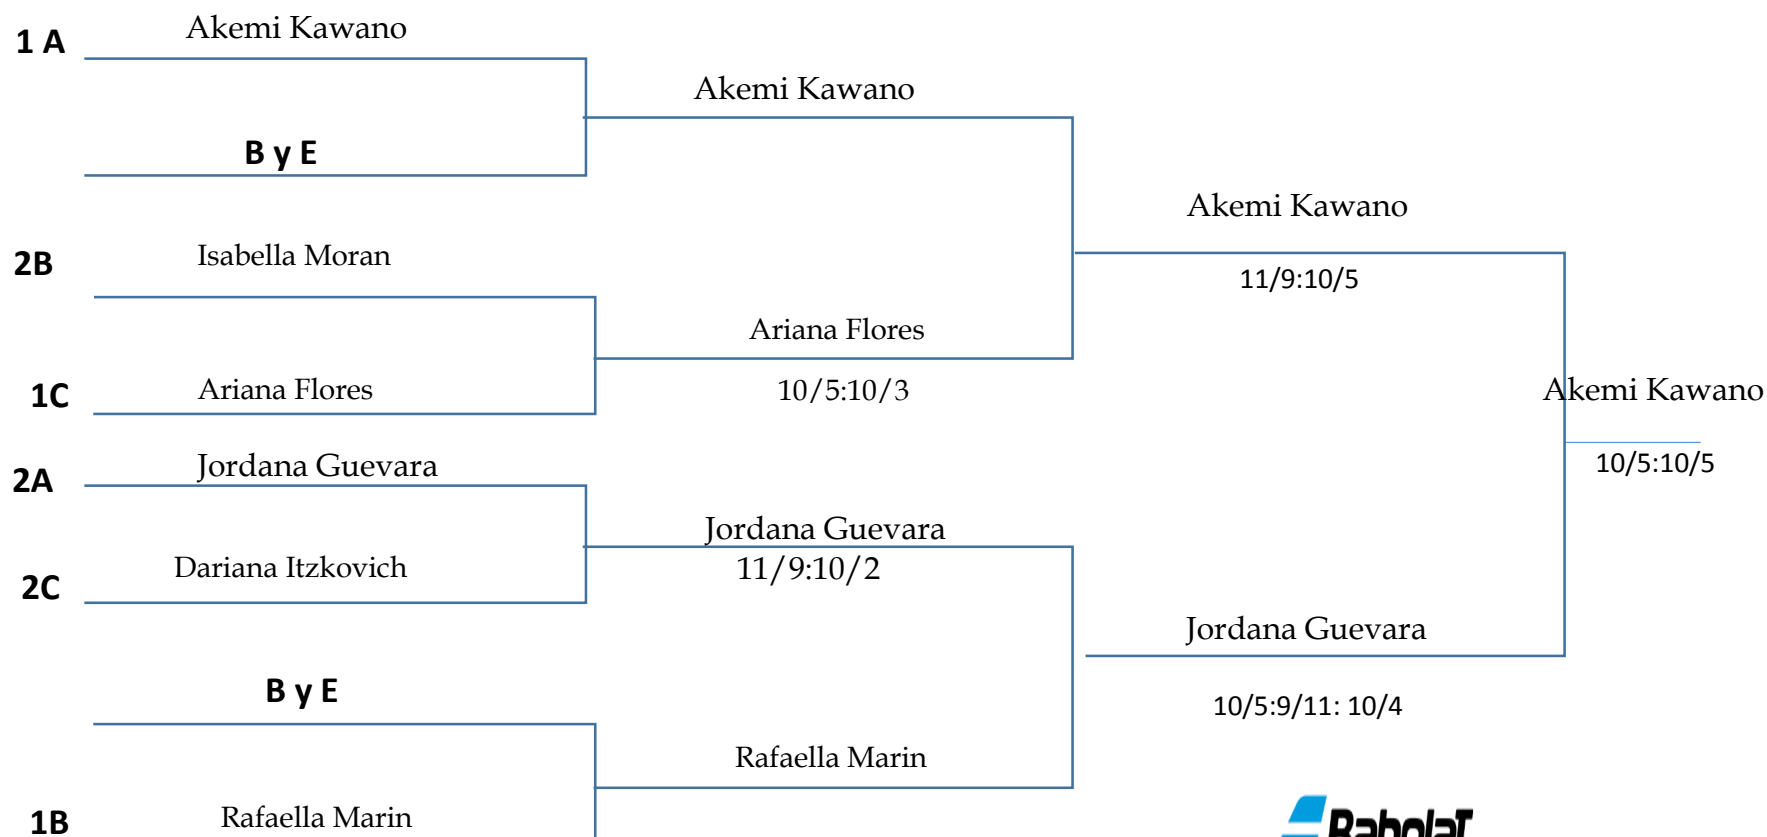 1 A
Akemi Kawano
B y E
2B
Isabella Moran
1C
Ariana Flores
2A
Jordana Guevara
2C
Dariana Itzkovich
B y E
1B
Rafaella Marin
Akemi Kawano
Ariana Flores
10/5:10/3
Jordana Guevara
11/9:10/2
Rafaella Marin
Akemi Kawano
11/9:10/5
Jordana Guevara
10/5:9/11: 10/4
Akemi Kawano
10/5:10/5
BabolaT